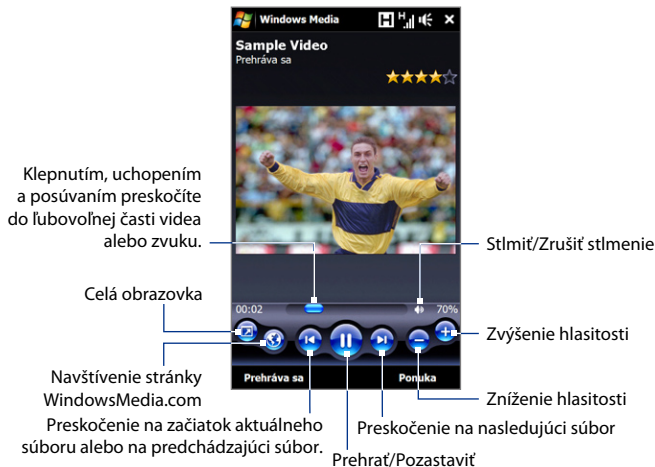 Windows Media
H
H
Sample Video
Prehráva sa
Klepnutím, uchopením
a posúvaním preskočíte
do ľubovoľnej časti videa
alebo zvuku.
Stlmiť/Zrušiť stlmenie
Celá obrazovka
00:02
70%
Zvýšenie hlasitosti
Navštívenie stránky
WindowsMedia.com
Prehráva sa
Ponuka
Zníženie hlasitosti
Preskočenie na začiatok aktuálneho
súboru alebo na predchádzajúci súbor.
Preskočenie na nasledujúci súbor
Prehrať/Pozastaviť